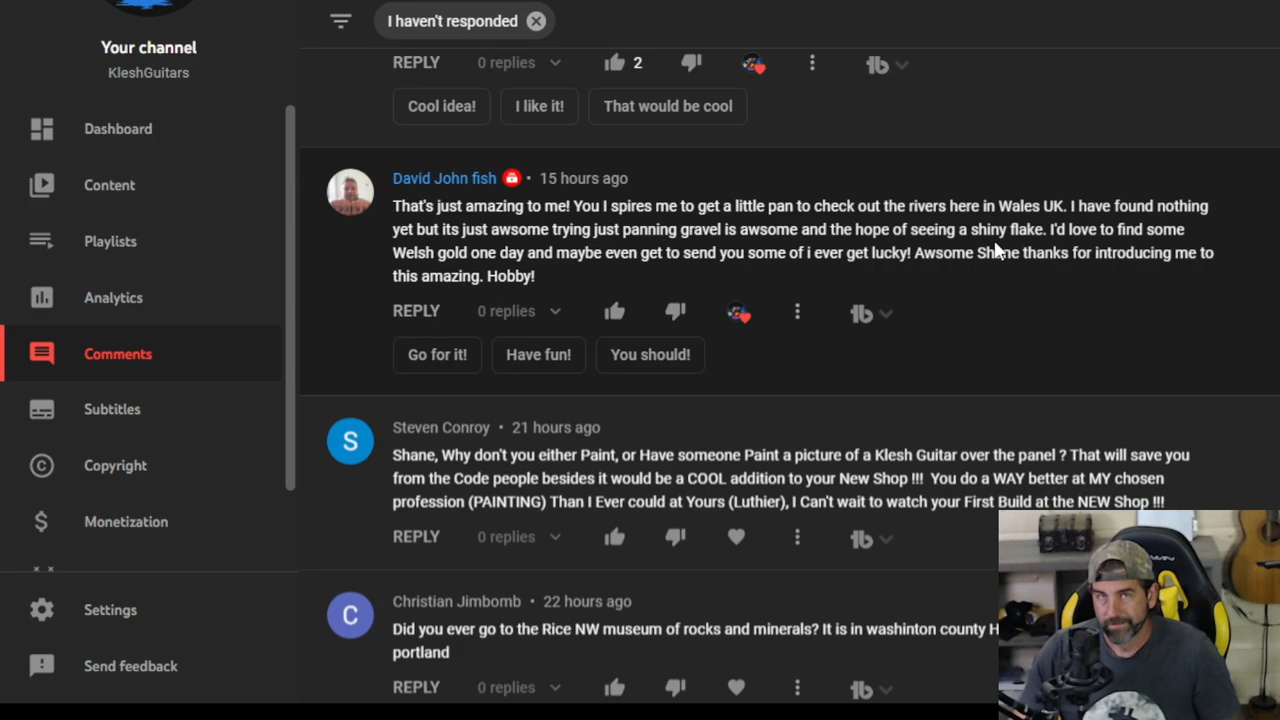 I haven't responded
Your channel
KleshGuitars
Dashboard
Content
Playlists
Analytics
Comments
Subtitles
Copyright
Monetization
Settings
Send feedback
REPLY 0 replies 2
Cool idea! I like it! That would be cool
David John fish • 15 hours ago
That's just amazing to me! You I spires me to get a little pan to check out the rivers here in Wales UK. I have found nothing
yet but its just awsome trying just panning gravel is awsome and the hope of seeing a shiny flake. I'd love to find some
Welsh gold one day and maybe even get to send you some of i ever get lucky! Awsome Shane thanks for introducing me to
this amazing. Hobby!
REPLY 0 replies
Go for it! Have fun! You should!
S
Steven Conroy • 21 hours ago
Shane, Why don't you either Paint, or Have someone Paint a picture of a Klesh Guitar over the panel ? That will save you
from the Code people besides it would be a COOL addition to your New Shop !!! You do a WAY better at MY chosen
profession (PAINTING) Than I Ever could at Yours (Luthier), I Can't wait to watch your First Build at the NEW Shop !!!
REPLY 0 replies
C
Christian Jimbomb • 22 hours ago
Did you ever go to the Rice NW museum of rocks and minerals? It is in washinton county H
portland
REPLY 0 replies